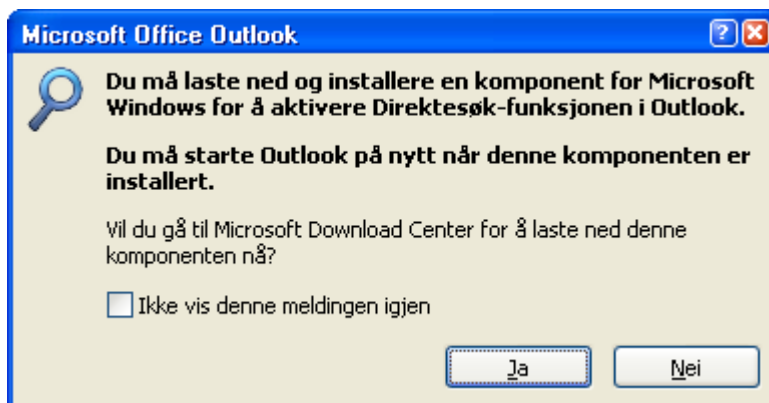 Microsoft Office Outlook
Du må laste ned og installere en komponent for Microsoft
Windows for å aktivere Direktesøk-funksjonen i Outlook.
Du må starte Outlook på nytt når denne komponenten er
installert.
Vil du gå til Microsoft Download Center for å laste ned denne
komponenten nå?
Ikke vis denne meldingen igjen
Ja
Nei